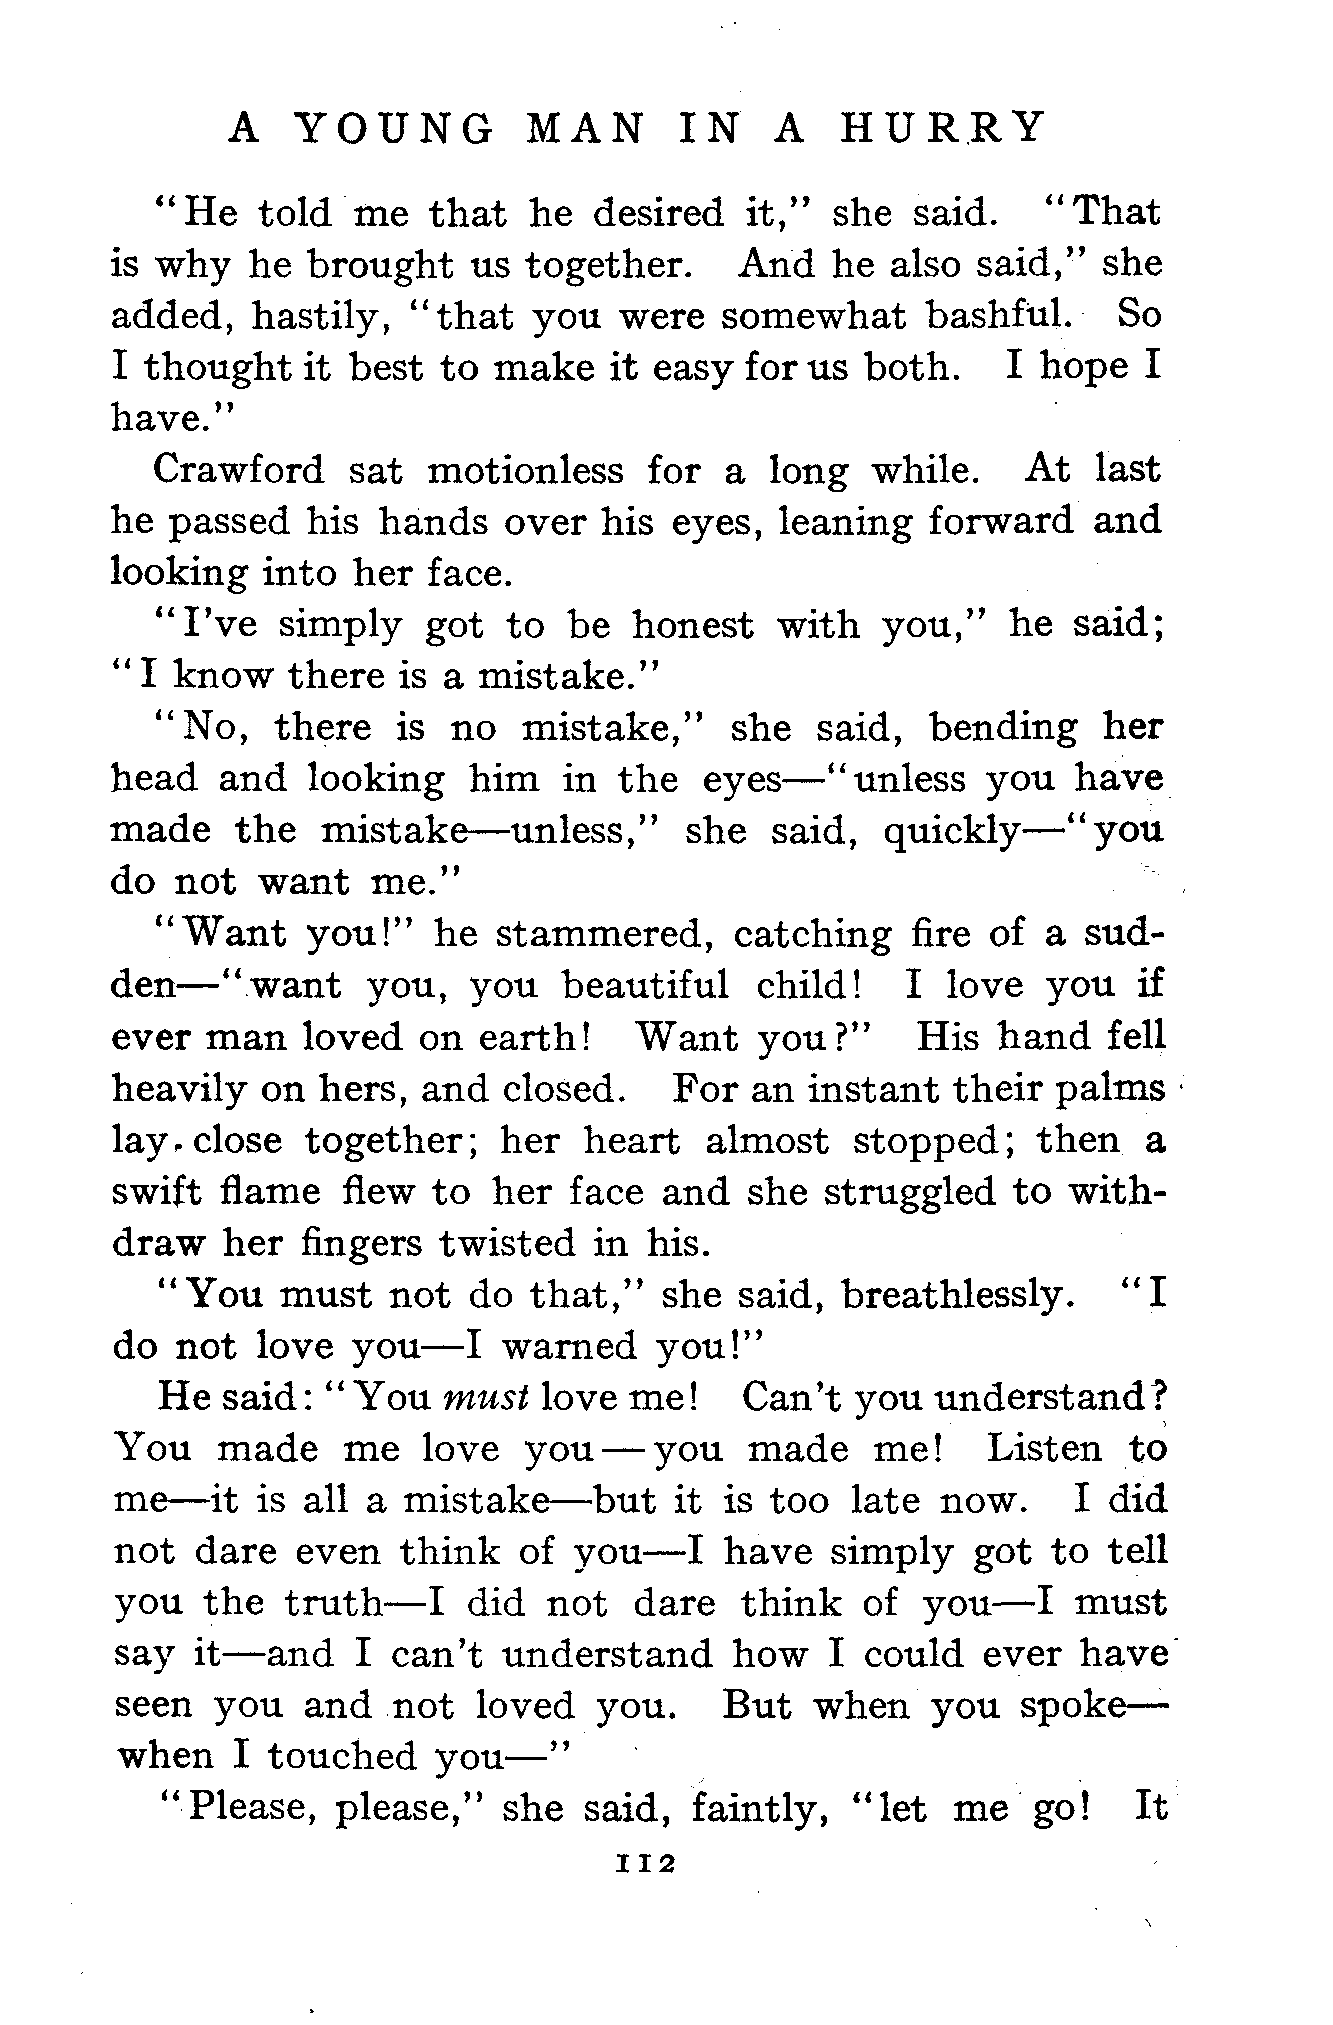 A YOUNG MAN IN A HURRY
"He told me that he desired it," she said. "That
is why he brought us together. And he also said," she
added, hastily, "that you were somewhat bashful. So
I thought it best to make it easy for us both. I hope I
have."
Crawford sat motionless for a long while. At last
he passed his hands over his eyes, leaning forward and
looking into her face.
"I've simply got to be honest with you," he said;
"I know there is a mistake."
"No, there is no mistake," she said, bending her
head and looking him in the eyes—"unless you have
made the mistake—unless," she said, quickly—"you
do not want me."
"Want you!" he stammered, catching fire of a sud-
den—"want you, you beautiful child! I love you if
ever man loved on earth! Want you?" His hand fell
heavily on hers, and closed. For an instant their palms
lay close together; her heart almost stopped; then a
swift flame flew to her face and she struggled to with-
draw her fingers twisted in his.
"You must not do that," she said, breathlessly. "I
do not love you—I warned you!"
He said: "You must love me! Can't you understand?
You made me love you—you made me! Listen to
me—it is all a mistake—but it is too late now. I did
not dare even think of you—I have simply got to tell
you the truth—I did not dare think of you—I must
say it—and I can't understand how I could ever have
seen you and not loved you. But when you spoke—
when I touched you—"
"Please, please," she said, faintly, "let me go! It
112